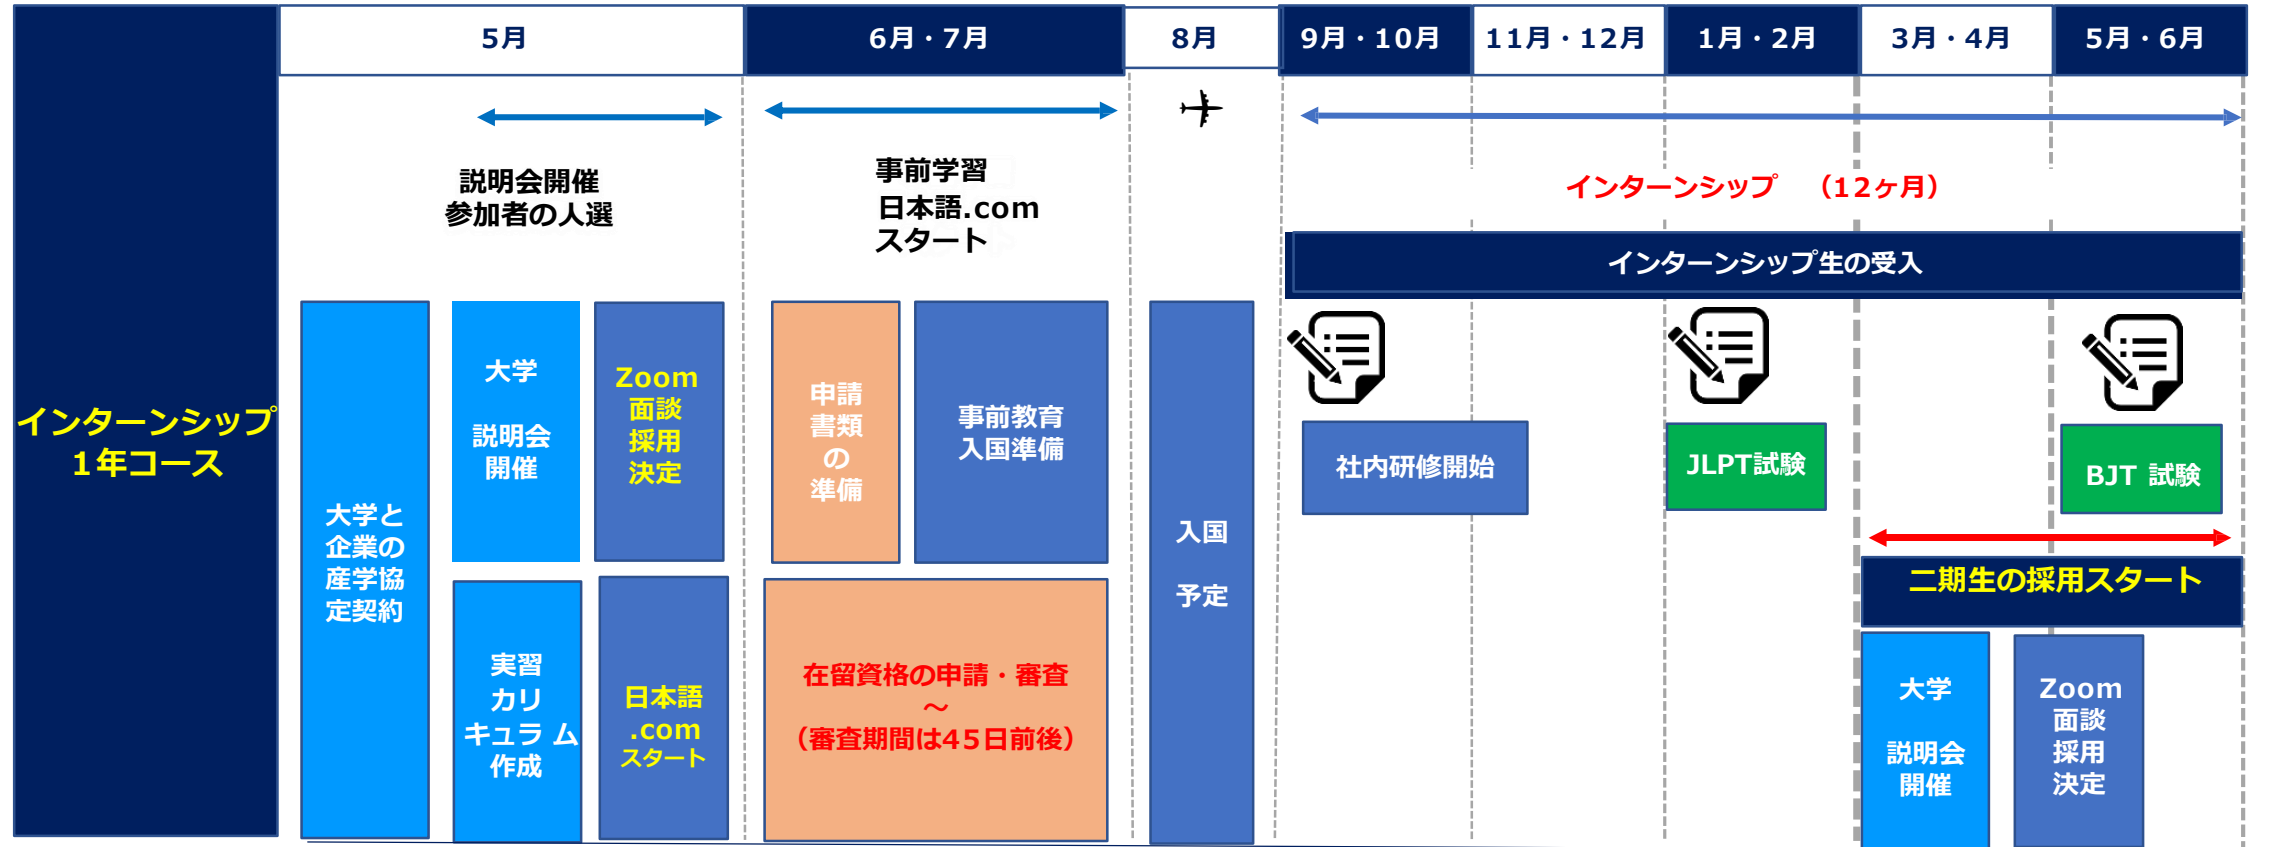 5月
6月・7月
8月
9月・10月
11月・12月
1月・2月
3月・4月
5月・6月
説明会開催
参加者の人選
事前学習
日本語.com
スタート
インターンシップ　（12ヶ月）
インターンシップ生の受入
インターンシップ
1年コース
大学と
企業の
産学協
定契約
大学
説明会
開催
Zoom
面談
採用
決定
実習
カリ
キュラ ム
作成
日本語
.com
スタート
申請
書類
の
準備
事前教育
入国準備
在留資格の申請・審査
～
（審査期間は45日前後）
入国
予定
社内研修開始
JLPT試験
BJT 試験
二期生の採用スタート
大学
説明会
開催
Zoom
面談
採用
決定